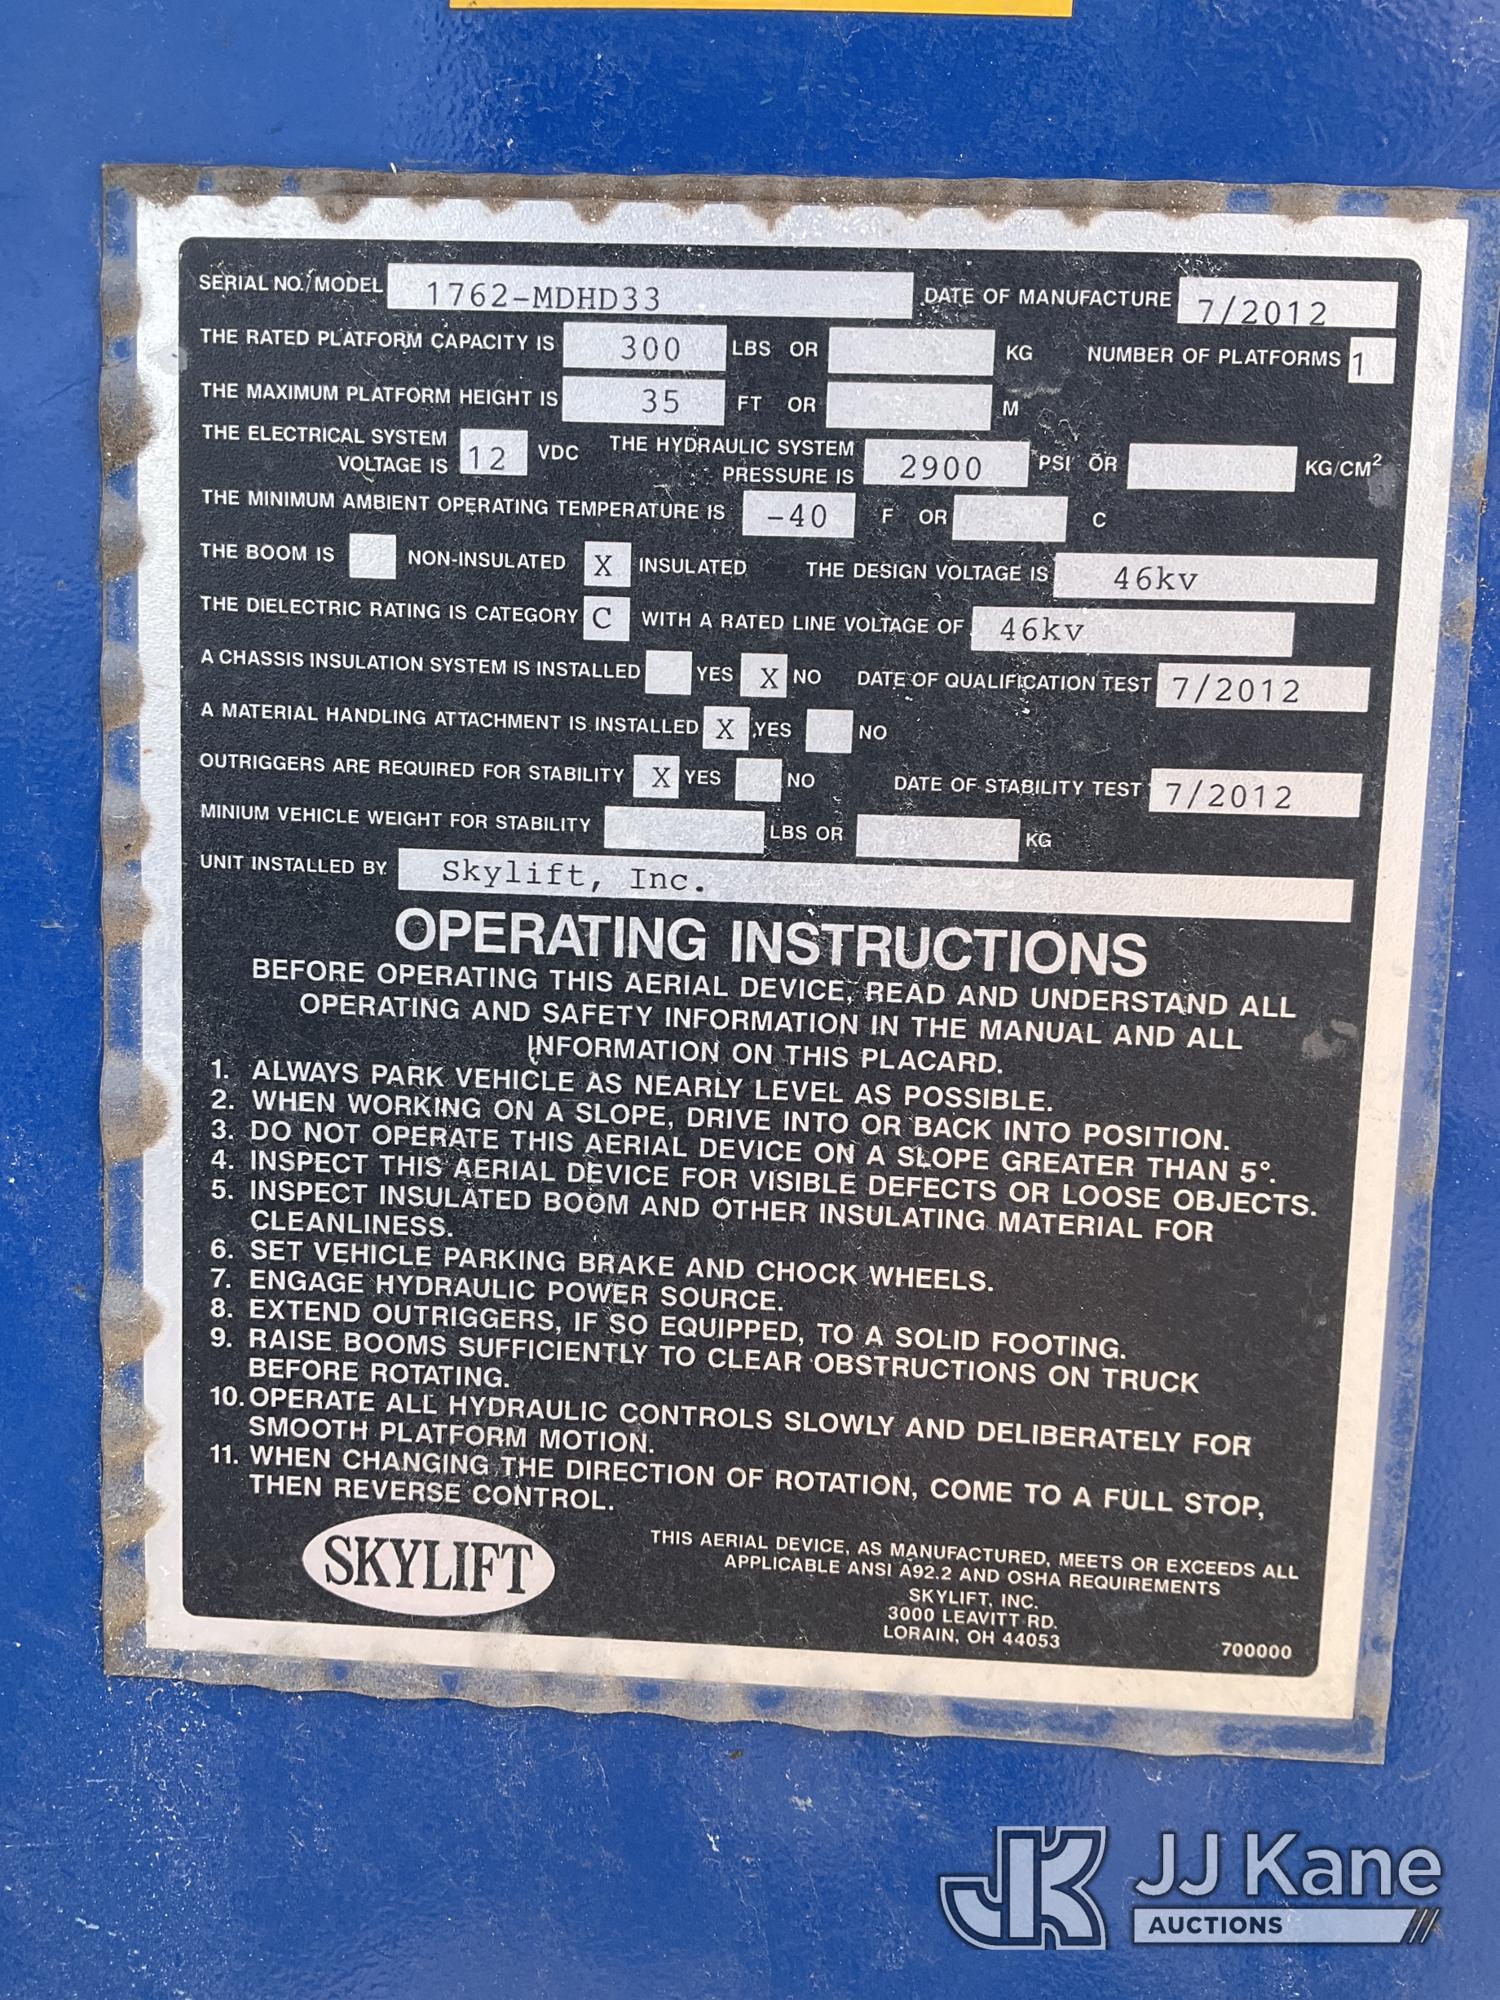 SERIAL NO./MODEL 1762-MDHD33 DATE OF MANUFACTURE 7/2012
THE RATED PLATFORM CAPACITY IS 300 LBS OR KG NUMBER OF PLATFORMS 1
THE MAXIMUM PLATFORM HEIGHT IS 35 FT OR M
THE ELECTRICAL SYSTEM VOLTAGE IS 12 VDC THE HYDRAULIC SYSTEM PRESSURE IS 2900 PSI OR KG/CM²
THE MINIMUM AMBIENT OPERATING TEMPERATURE IS -40 F OR C
THE BOOM IS NON-INSULATED X INSULATED THE DESIGN VOLTAGE IS 46kv
THE DIELECTRIC RATING IS CATEGORY C WITH A RATED LINE VOLTAGE OF 46kv
A CHASSIS INSULATION SYSTEM IS INSTALLED YES X NO DATE OF QUALIFICATION TEST 7/2012
A MATERIAL HANDLING ATTACHMENT IS INSTALLED X YES NO
OUTRIGGERS ARE REQUIRED FOR STABILITY X YES NO DATE OF STABILITY TEST 7/2012
MINIUM VEHICLE WEIGHT FOR STABILITY LBS OR KG
UNIT INSTALLED BY Skylift, Inc.
OPERATING INSTRUCTIONS
BEFORE OPERATING THIS AERIAL DEVICE, READ AND UNDERSTAND ALL
OPERATING AND SAFETY INFORMATION IN THE MANUAL AND ALL
INFORMATION ON THIS PLACARD.
1. ALWAYS PARK VEHICLE AS NEARLY LEVEL AS POSSIBLE.
2. WHEN WORKING ON A SLOPE, DRIVE INTO OR BACK INTO POSITION.
3. DO NOT OPERATE THIS AERIAL DEVICE ON A SLOPE GREATER THAN 5°.
4. INSPECT THIS AERIAL DEVICE FOR VISIBLE DEFECTS OR LOOSE OBJECTS.
5. INSPECT INSULATED BOOM AND OTHER INSULATING MATERIAL FOR
CLEANLINESS.
6. SET VEHICLE PARKING BRAKE AND CHOCK WHEELS.
7. ENGAGE HYDRAULIC POWER SOURCE.
8. EXTEND OUTRIGGERS, IF SO EQUIPPED, TO A SOLID FOOTING.
9. RAISE BOOMS SUFFICIENTLY TO CLEAR OBSTRUCTIONS ON TRUCK
BEFORE ROTATING.
10. OPERATE ALL HYDRAULIC CONTROLS SLOWLY AND DELIBERATELY FOR
SMOOTH PLATFORM MOTION.
11. WHEN CHANGING THE DIRECTION OF ROTATION, COME TO A FULL STOP,
THEN REVERSE CONTROL.
SKYLIFT
THIS AERIAL DEVICE, AS MANUFACTURED, MEETS OR EXCEEDS ALL
APPLICABLE ANSI A92.2 AND OSHA REQUIREMENTS
SKYLIFT, INC.
3000 LEAVITT RD.
LORAIN, OH 44053
700000
JK JJ Kane
AUCTIONS